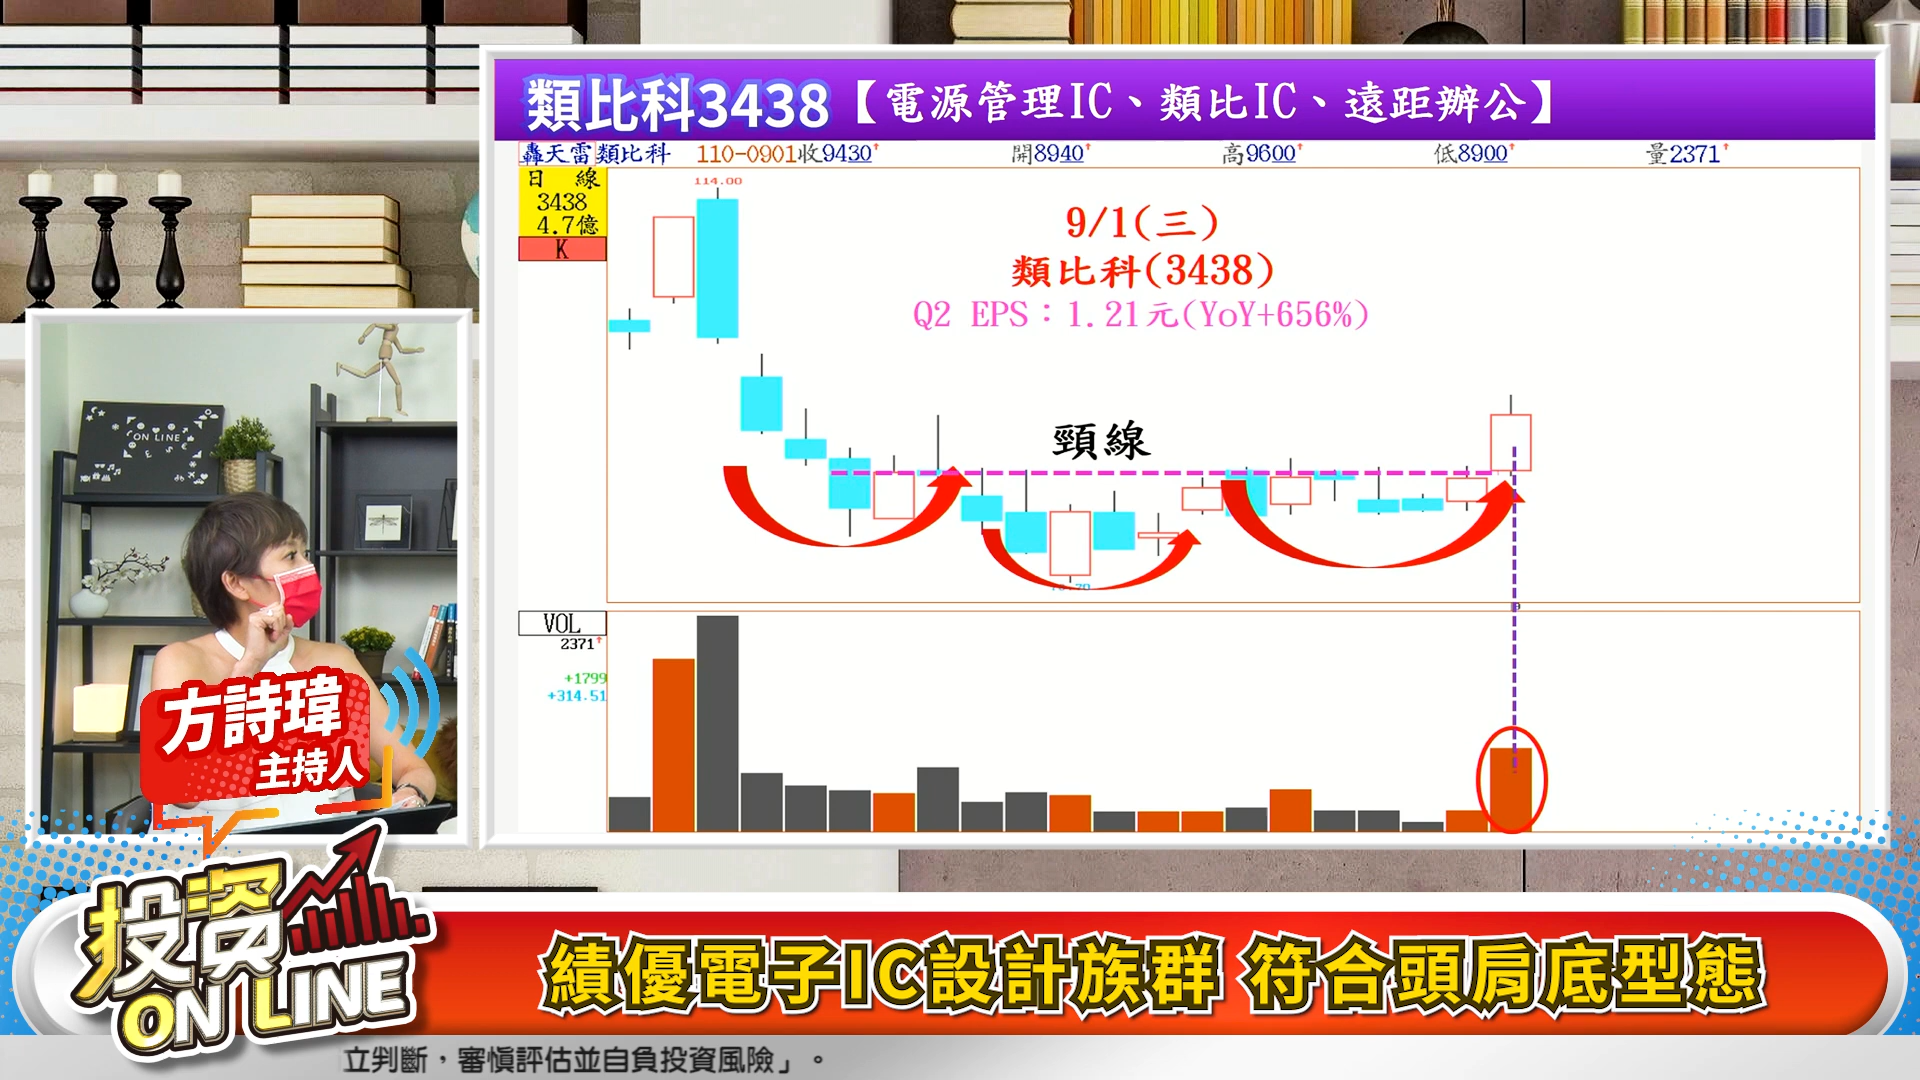 類比科3438【電源管理IC、類比IC、遠距辦公】
轟天雷 類比科 110-0901收9430↑ 開8940↑ 高9600↑ 低8900↑ 量2371↑
日 線
3438
4.7億
K
114.00
9/1(三)
類比科(3438)
Q2 EPS：1.21元(YoY+656%)
頸線
VOL
2371↑
+1799
+314.51
ON LINE
方詩瑋
主持人
投資
ON LINE
績優電子IC設計族群 符合頭肩底型態
立判斷，審慎評估並自負投資風險」。